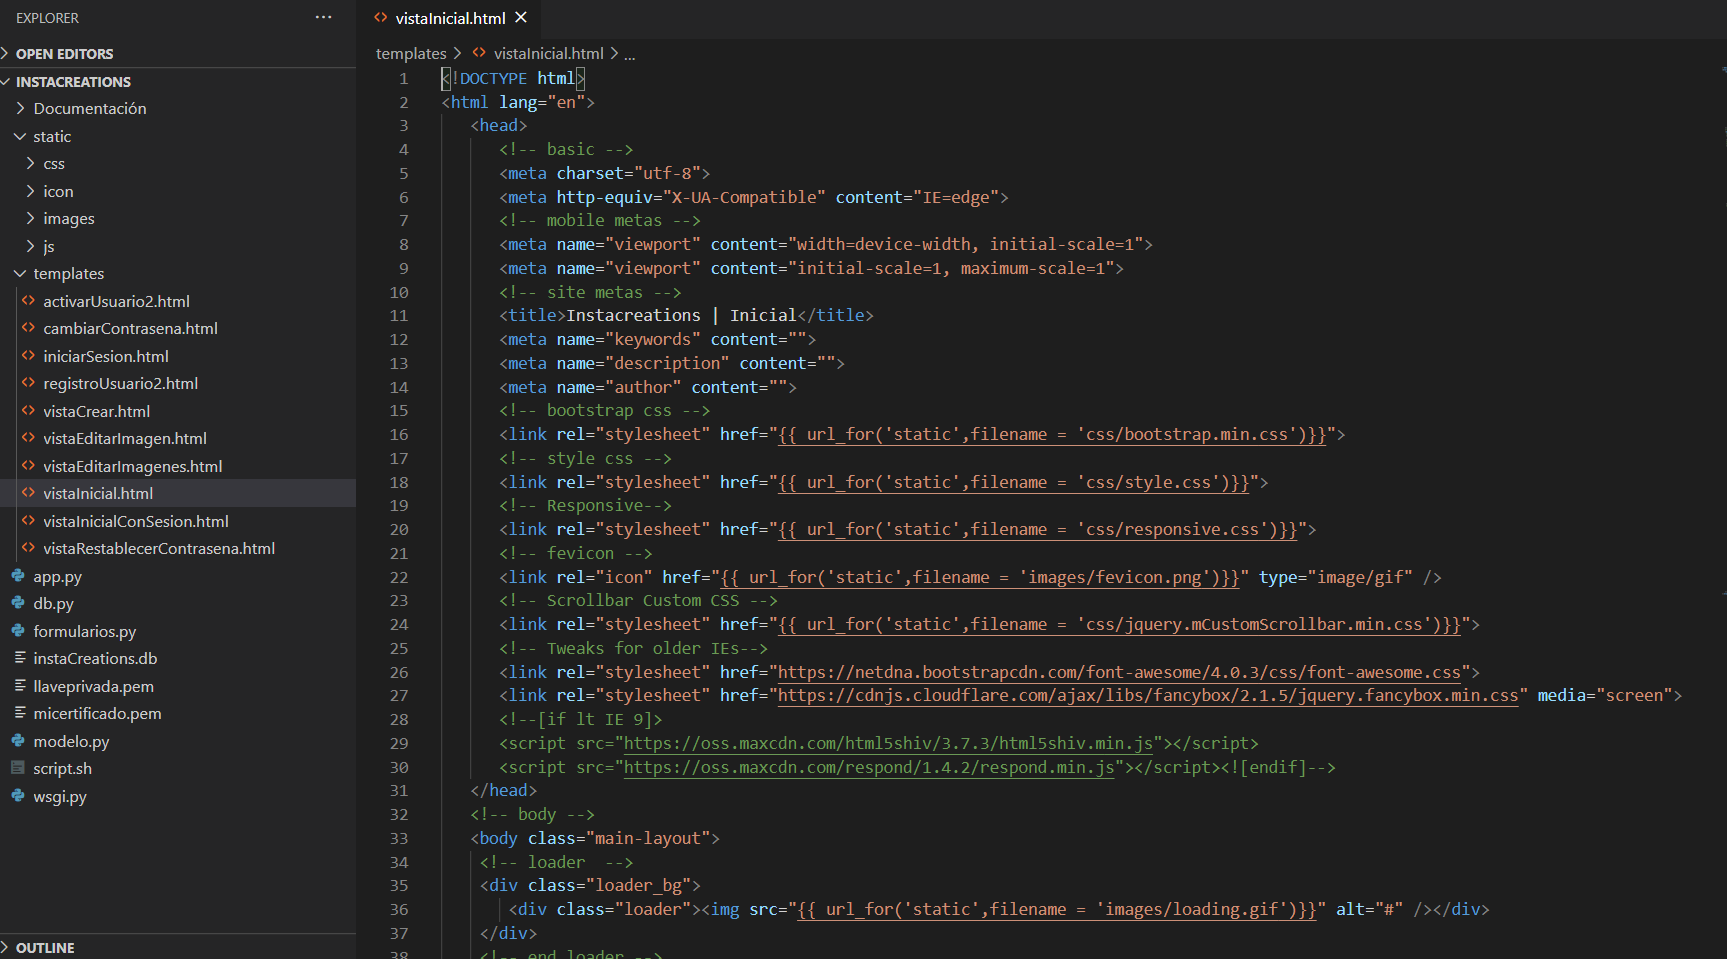 EXPLORER
OPEN EDITORS
INSTACREATIONS
Documentación
static
css
icon
images
js
templates
activarUsuario2.html
cambiarContrasena.html
iniciarSesion.html
registroUsuario2.html
vistaCrear.html
vistaEditarImagen.html
vistaEditarImagenes.html
vistaInicial.html
vistaInicialConSesion.html
vistaRestablecerContrasena.html
app.py
db.py
formularios.py
instaCreations.db
llaveprivada.pem
micertificado.pem
modelo.py
script.sh
wsgi.py
OUTLINE
vistaInicial.html
templates > vistaInicial.html > ...
1 <!DOCTYPE html>
2 <html lang="en">
3 <head>
4 <!-- basic -->
5 <meta charset="utf-8">
6 <meta http-equiv="X-UA-Compatible" content="IE=edge">
7 <!-- mobile metas -->
8 <meta name="viewport" content="width=device-width, initial-scale=1">
9 <meta name="viewport" content="initial-scale=1, maximum-scale=1">
10 <!-- site metas -->
11 <title>Instacreations | Inicial</title>
12 <meta name="keywords" content="">
13 <meta name="description" content="">
14 <meta name="author" content="">
15 <!-- bootstrap css -->
16 <link rel="stylesheet" href="{{ url_for('static',filename = 'css/bootstrap.min.css')}}">
17 <!-- style css -->
18 <link rel="stylesheet" href="{{ url_for('static',filename = 'css/style.css')}}">
19 <!-- Responsive-->
20 <link rel="stylesheet" href="{{ url_for('static',filename = 'css/responsive.css')}}">
21 <!-- fevicon -->
22 <link rel="icon" href="{{ url_for('static',filename = 'images/fevicon.png')}}" type="image/gif" />
23 <!-- Scrollbar Custom CSS -->
24 <link rel="stylesheet" href="{{ url_for('static',filename = 'css/jquery.mCustomScrollbar.min.css')}}">
25 <!-- Tweaks for older IEs-->
26 <link rel="stylesheet" href="https://netdna.bootstrapcdn.com/font-awesome/4.0.3/css/font-awesome.css">
27 <link rel="stylesheet" href="https://cdnjs.cloudflare.com/ajax/libs/fancybox/2.1.5/jquery.fancybox.min.css" media="screen">
28 <!--[if lt IE 9]>
29 <script src="https://oss.maxcdn.com/html5shiv/3.7.3/html5shiv.min.js"></script>
30 <script src="https://oss.maxcdn.com/respond/1.4.2/respond.min.js"></script><![endif]-->
31 </head>
32 <!-- body -->
33 <body class="main-layout">
34 <!-- loader  -->
35 <div class="loader_bg">
36 <div class="loader"><img src="{{ url_for('static',filename = 'images/loading.gif')}}" alt="#" /></div>
37 </div>
38 <!-- end loader -->